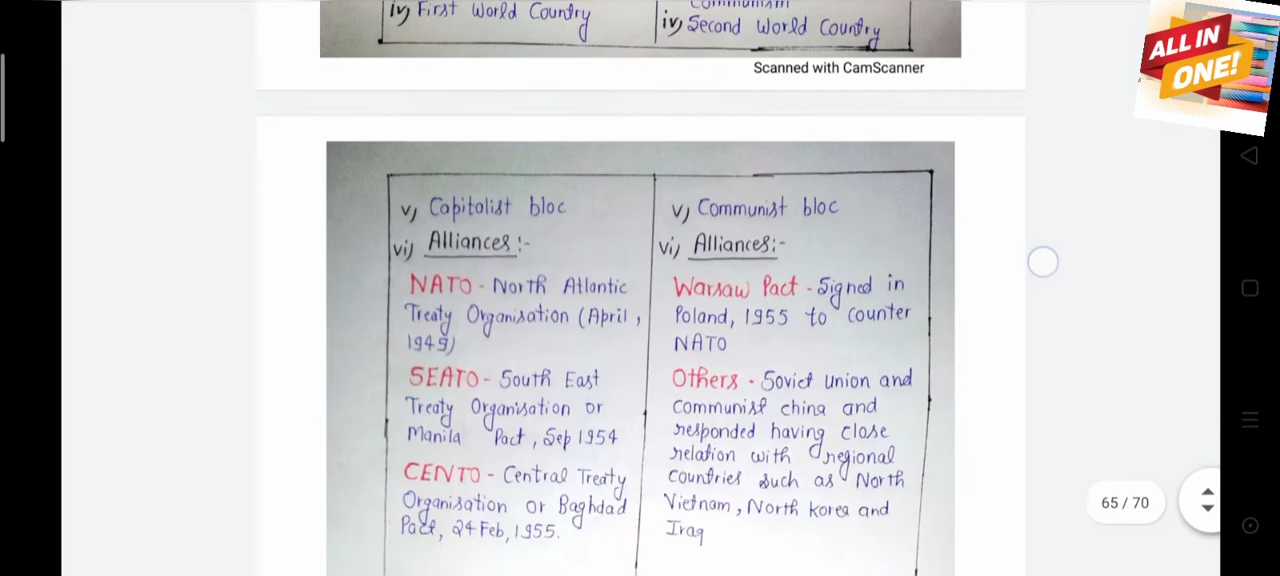 iv) First World Country
iv) Second World Country
Scanned with CamScanner
ALL IN
ONE!
v) Capitalist bloc
vi) Alliances :-
NATO - North Atlantic
Treaty Organisation (April,
1949)
SEATO - South East
Treaty Organisation or
Manila Pact, Sep 1954
CENTO - Central Treaty
Organisation or Baghdad
Pact, 24 Feb, 1955.
v) Communist bloc
vi) Alliances :-
Warsaw Pact - Signed in
Poland, 1955 to counter
NATO
Others - Soviet Union and
Communist china and
responded having close
relation with regional
countries such as North
Vietnam, North Korea and
Iraq
65 / 70